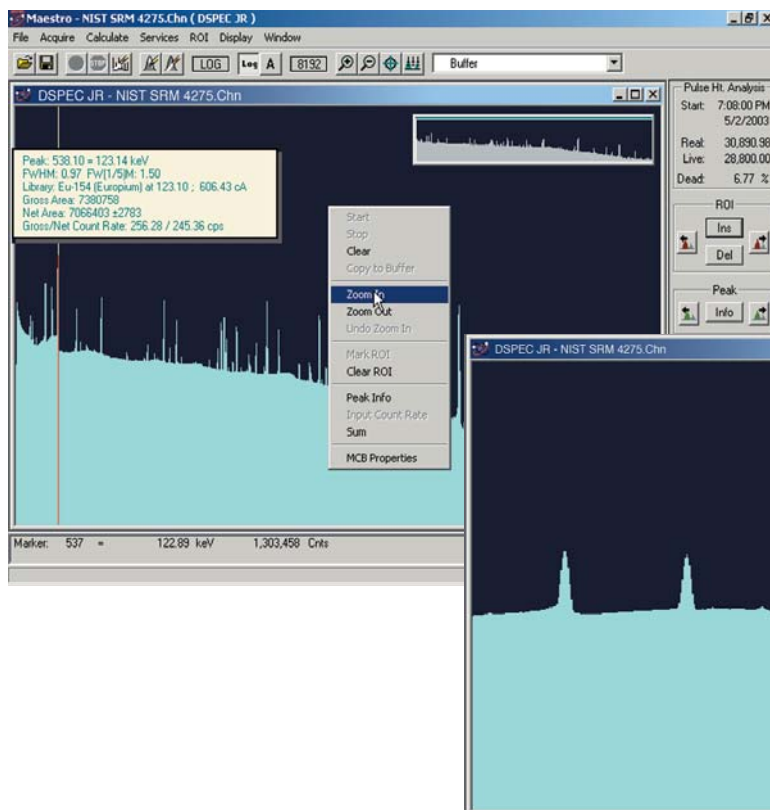 Maestro - NIST SRM 4275.Chn ( DSPEC JR )
File Acquire Calculate Services ROI Display Window
LOG Log A 8192 Buffer
DSPEC JR - NIST SRM 4275.Chn
Peak: 538.10 = 123.14 keV
FWHM: 0.97 FW[1/5]M: 1.50
Library: Eu-154 (Europium) at 123.10 ; 606.43 cA
Gross Area: 7380758
Net Area: 7066403 ±2783
Gross/Net Count Rate: 256.28 / 245.36 cps
Start
Stop
Clear
Copy to Buffer
Zoom In
Zoom Out
Undo Zoom In
Mark ROI
Clear ROI
Peak Info
Input Count Rate
Sum
MCB Properties
Pulse Ht. Analysis
Start: 7:08:00 PM
5/2/2003
Real: 30,890.98
Live: 28,800.00
Dead: 6.77 %
ROI
Ins
Del
Peak
Info
DSPEC JR - NIST SRM 4275.Chn
Marker: 537 = 122.89 keV 1,303,458 Cnts